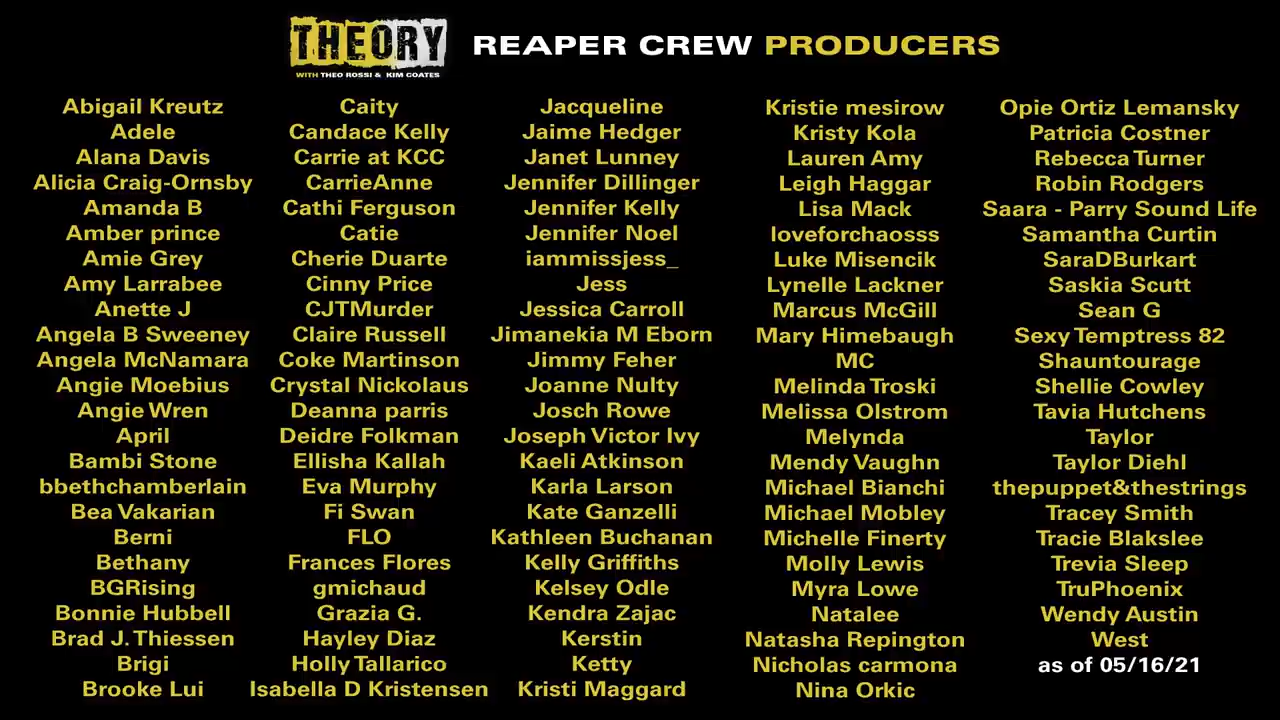 THEORY
WITH THEO ROSSI & KIM COATES
REAPER CREW PRODUCERS
Abigail Kreutz
Adele
Alana Davis
Alicia Craig-Ornsby
Amanda B
Amber prince
Amie Grey
Amy Larrabee
Anette J
Angela B Sweeney
Angela McNamara
Angie Moebius
Angie Wren
April
Bambi Stone
bbethchamberlain
Bea Vakarian
Berni
Bethany
BGRising
Bonnie Hubbell
Brad J. Thiessen
Brigi
Brooke Lui
Caity
Candace Kelly
Carrie at KCC
CarrieAnne
Cathi Ferguson
Catie
Cherie Duarte
Cinny Price
CJTMurder
Claire Russell
Coke Martinson
Crystal Nickolaus
Deanna parris
Deidre Folkman
Ellisha Kallah
Eva Murphy
Fi Swan
FLO
Frances Flores
gmichaud
Grazia G.
Hayley Diaz
Holly Tallarico
Isabella D Kristensen
Jacqueline
Jaime Hedger
Janet Lunney
Jennifer Dillinger
Jennifer Kelly
Jennifer Noel
iammissjess_
Jess
Jessica Carroll
Jimanekia M Eborn
Jimmy Feher
Joanne Nulty
Josch Rowe
Joseph Victor Ivy
Kaeli Atkinson
Karla Larson
Kate Ganzelli
Kathleen Buchanan
Kelly Griffiths
Kelsey Odle
Kendra Zajac
Kerstin
Ketty
Kristi Maggard
Kristie mesirow
Kristy Kola
Lauren Amy
Leigh Haggar
Lisa Mack
loveforchaosss
Luke Misencik
Lynelle Lackner
Marcus McGill
Mary Himebaugh
MC
Melinda Troski
Melissa Olstrom
Melynda
Mendy Vaughn
Michael Bianchi
Michael Mobley
Michelle Finerty
Molly Lewis
Myra Lowe
Natalee
Natasha Repington
Nicholas carmona
Nina Orkic
Opie Ortiz Lemansky
Patricia Costner
Rebecca Turner
Robin Rodgers
Saara - Parry Sound Life
Samantha Curtin
SaraDBurkart
Saskia Scutt
Sean G
Sexy Temptress 82
Shauntourage
Shellie Cowley
Tavia Hutchens
Taylor
Taylor Diehl
thepuppet&thestrings
Tracey Smith
Tracie Blakslee
Trevia Sleep
TruPhoenix
Wendy Austin
West
as of 05/16/21